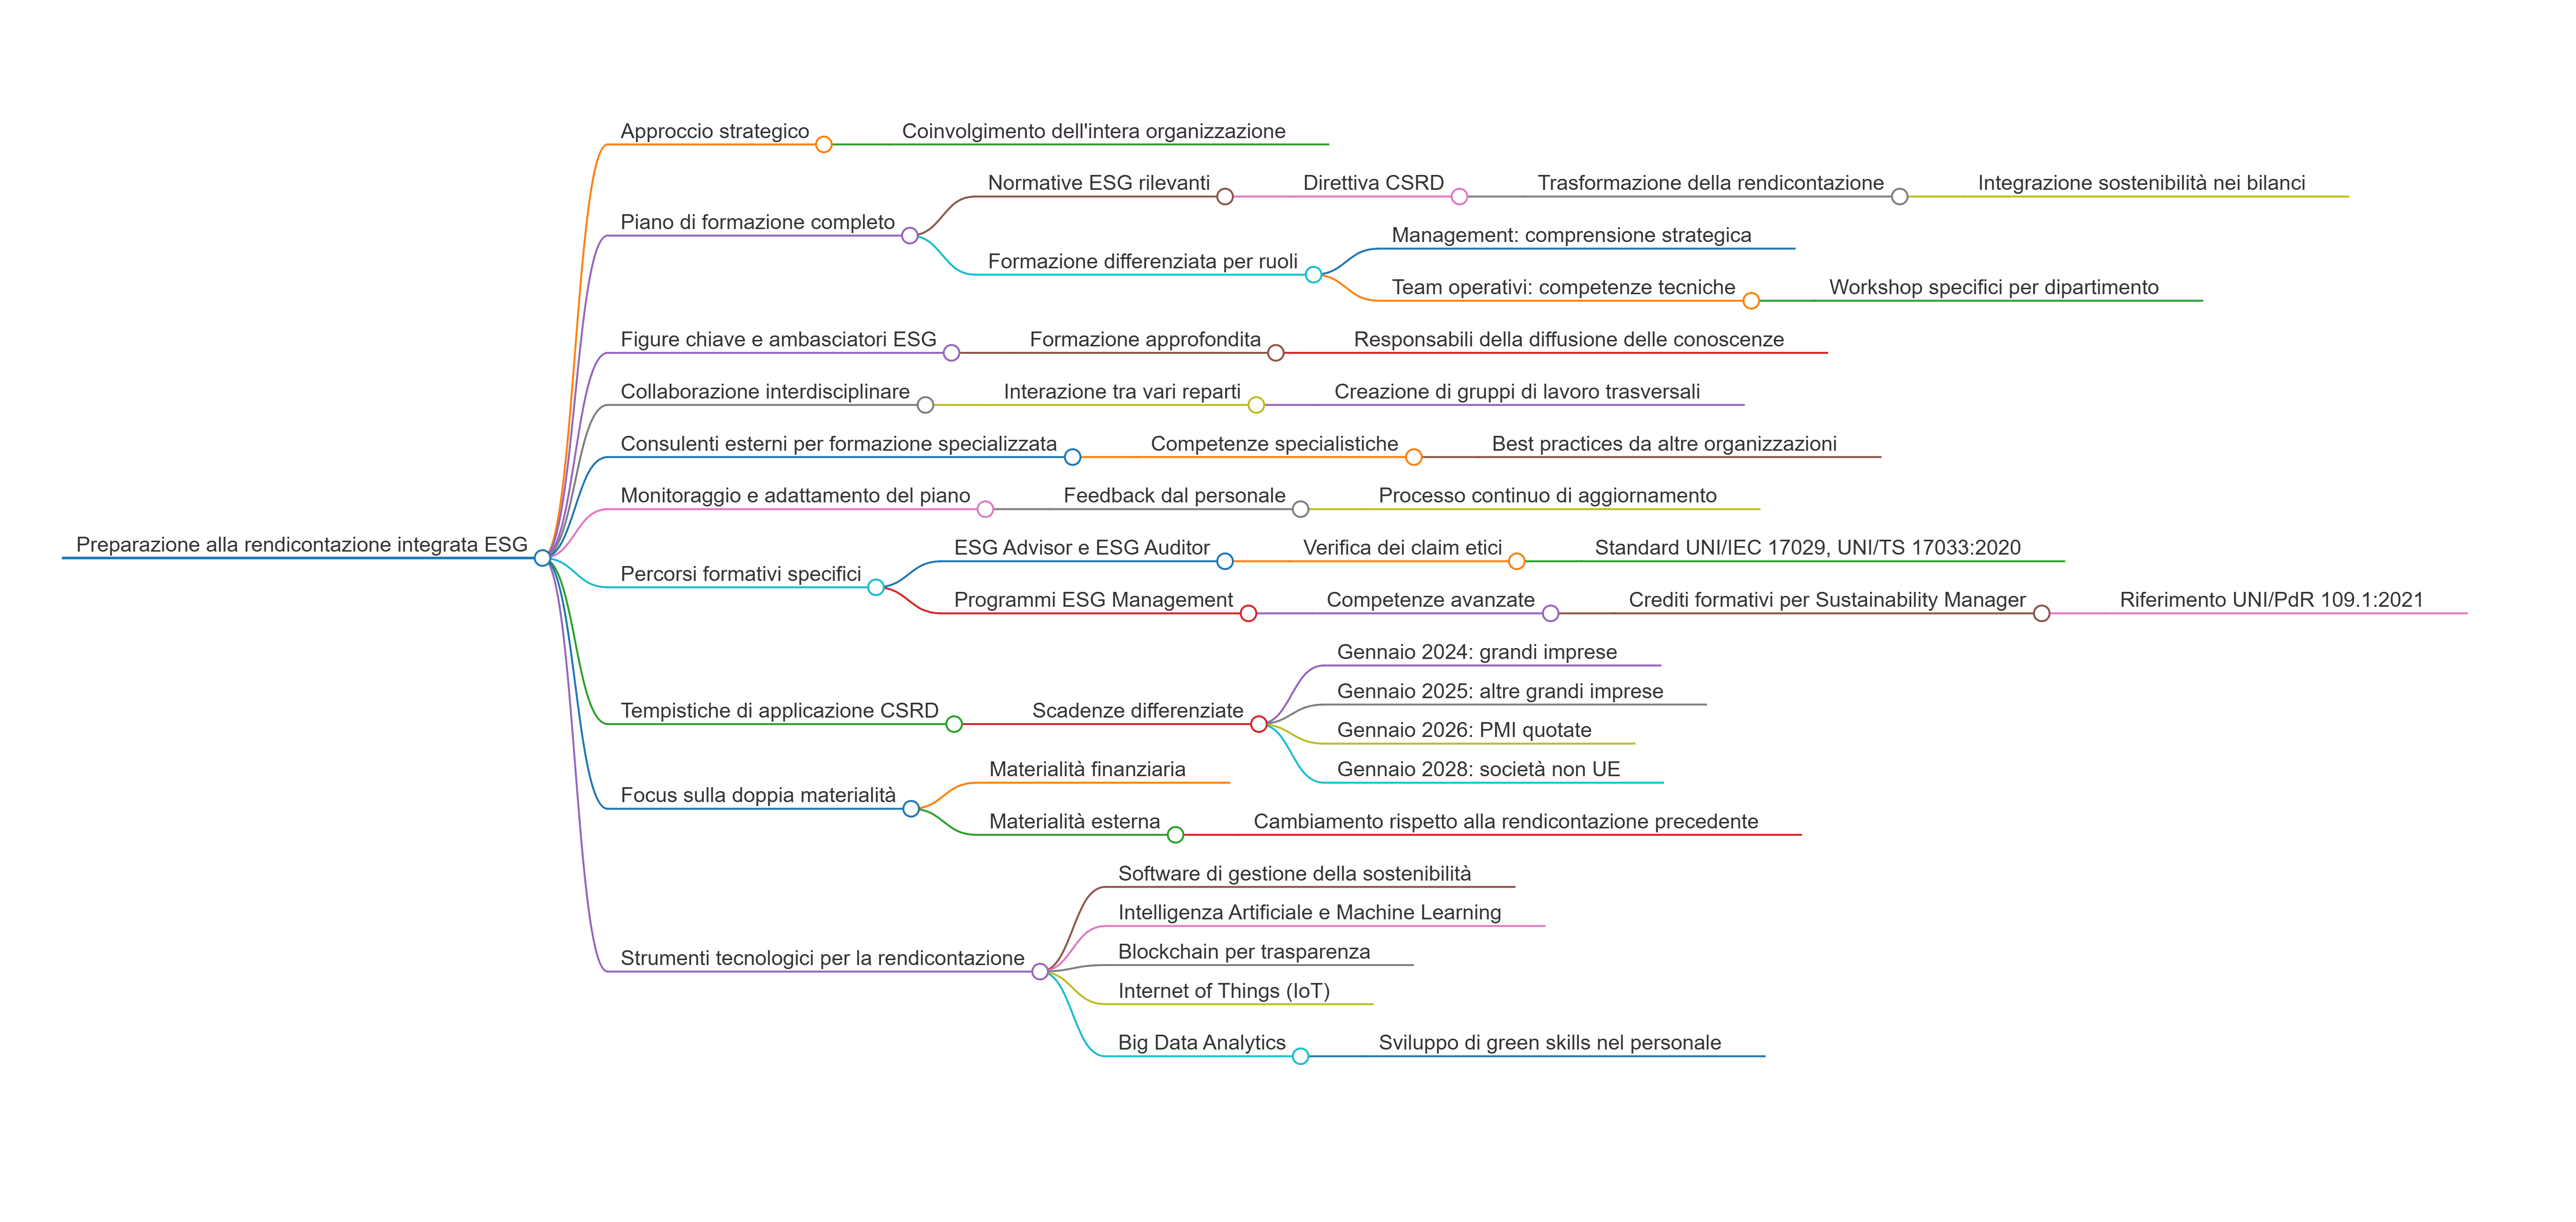 Preparazione alla rendicontazione integrata ESG
Approccio strategico
Coinvolgimento dell'intera organizzazione
Piano di formazione completo
Normative ESG rilevanti
Direttiva CSRD
Trasformazione della rendicontazione
Integrazione sostenibilità nei bilanci
Formazione differenziata per ruoli
Management: comprensione strategica
Team operativi: competenze tecniche
Workshop specifici per dipartimento
Figure chiave e ambasciatori ESG
Formazione approfondita
Responsabili della diffusione delle conoscenze
Collaborazione interdisciplinare
Interazione tra vari reparti
Creazione di gruppi di lavoro trasversali
Consulenti esterni per formazione specializzata
Competenze specialistiche
Best practices da altre organizzazioni
Monitoraggio e adattamento del piano
Feedback dal personale
Processo continuo di aggiornamento
Percorsi formativi specifici
ESG Advisor e ESG Auditor
Verifica dei claim etici
Standard UNI/IEC 17029, UNI/TS 17033:2020
Programmi ESG Management
Competenze avanzate
Crediti formativi per Sustainability Manager
Riferimento UNI/PdR 109.1:2021
Tempistiche di applicazione CSRD
Scadenze differenziate
Gennaio 2024: grandi imprese
Gennaio 2025: altre grandi imprese
Gennaio 2026: PMI quotate
Gennaio 2028: società non UE
Focus sulla doppia materialità
Materialità finanziaria
Materialità esterna
Cambiamento rispetto alla rendicontazione precedente
Strumenti tecnologici per la rendicontazione
Software di gestione della sostenibilità
Intelligenza Artificiale e Machine Learning
Blockchain per trasparenza
Internet of Things (IoT)
Big Data Analytics
Sviluppo di green skills nel personale